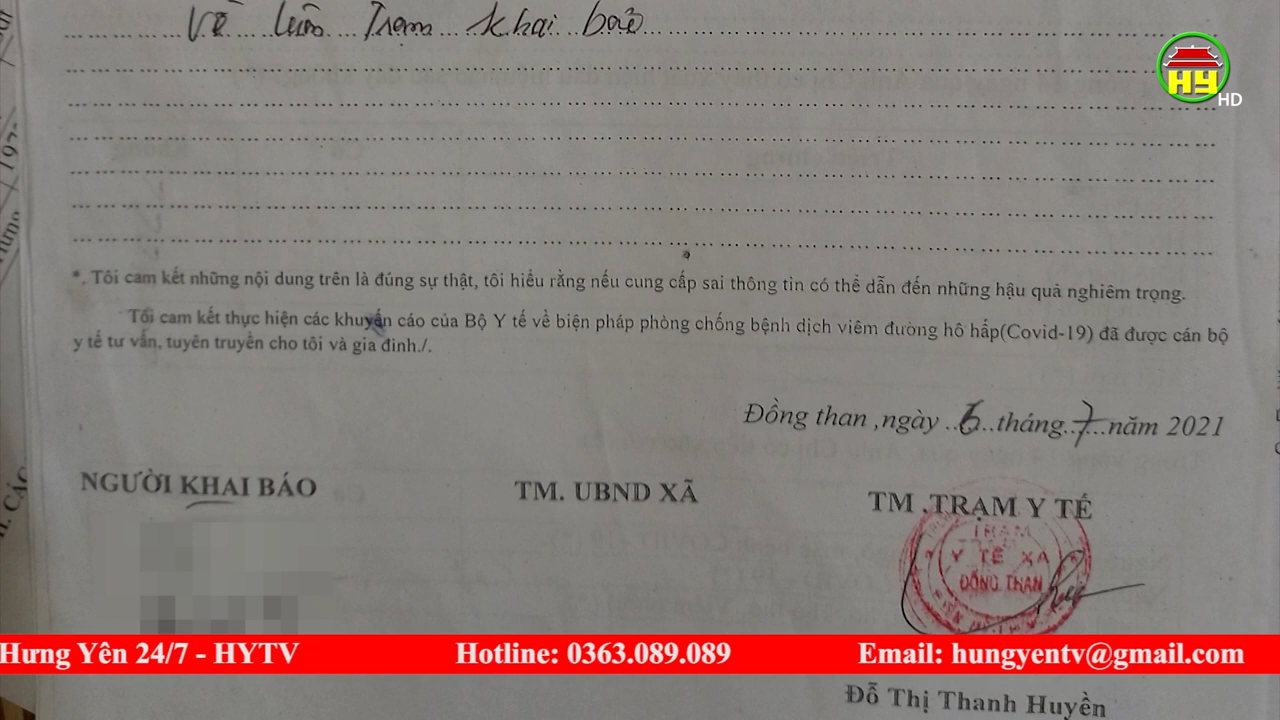 Về luôn Trạm khai báo
HY HD
*. Tôi cam kết những nội dung trên là đúng sự thật, tôi hiểu rằng nếu cung cấp sai thông tin có thể dẫn đến những hậu quả nghiêm trọng.
Tôi cam kết thực hiện các khuyến cáo của Bộ Y tế về biện pháp phòng chống bệnh dịch viêm đường hô hấp(Covid-19) đã được cán bộ
y tế tư vấn, tuyên truyền cho tôi và gia đình./.
Đồng than ,ngày ..6..tháng..7...năm 2021
NGƯỜI KHAI BÁO
TM. UBND XÃ
TM .TRẠM Y TẾ
TRẠM
Y TẾ XÃ
ĐỒNG THAN
Hưng Yên 24/7 - HYTV Hotline: 0363.089.089 Email: hungyentv@gmail.com
Đỗ Thị Thanh Huyền